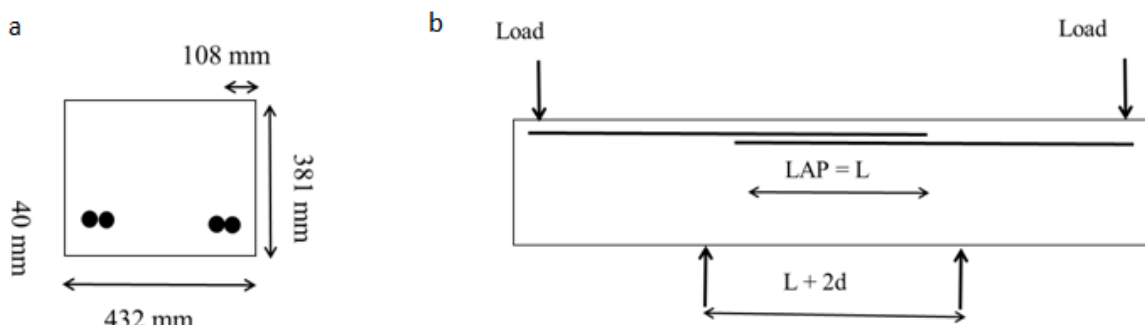 a
108 mm
381 mm
40 mm
432 mm
b
Load
Load
LAP = L
L + 2d